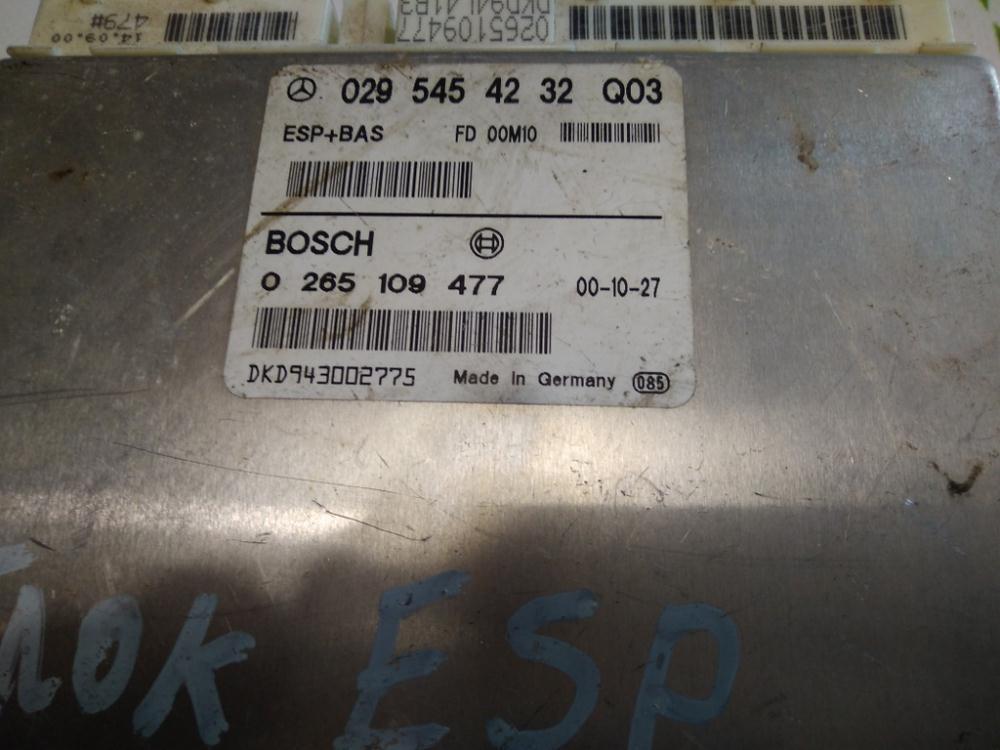 14.09.00
479#
0265109477
DKD94L41B3
029 545 42 32 Q03
ESP+BAS FD 00M10
BOSCH
0 265 109 477 00-10-27
DKD943002775 Made in Germany 085
ESP